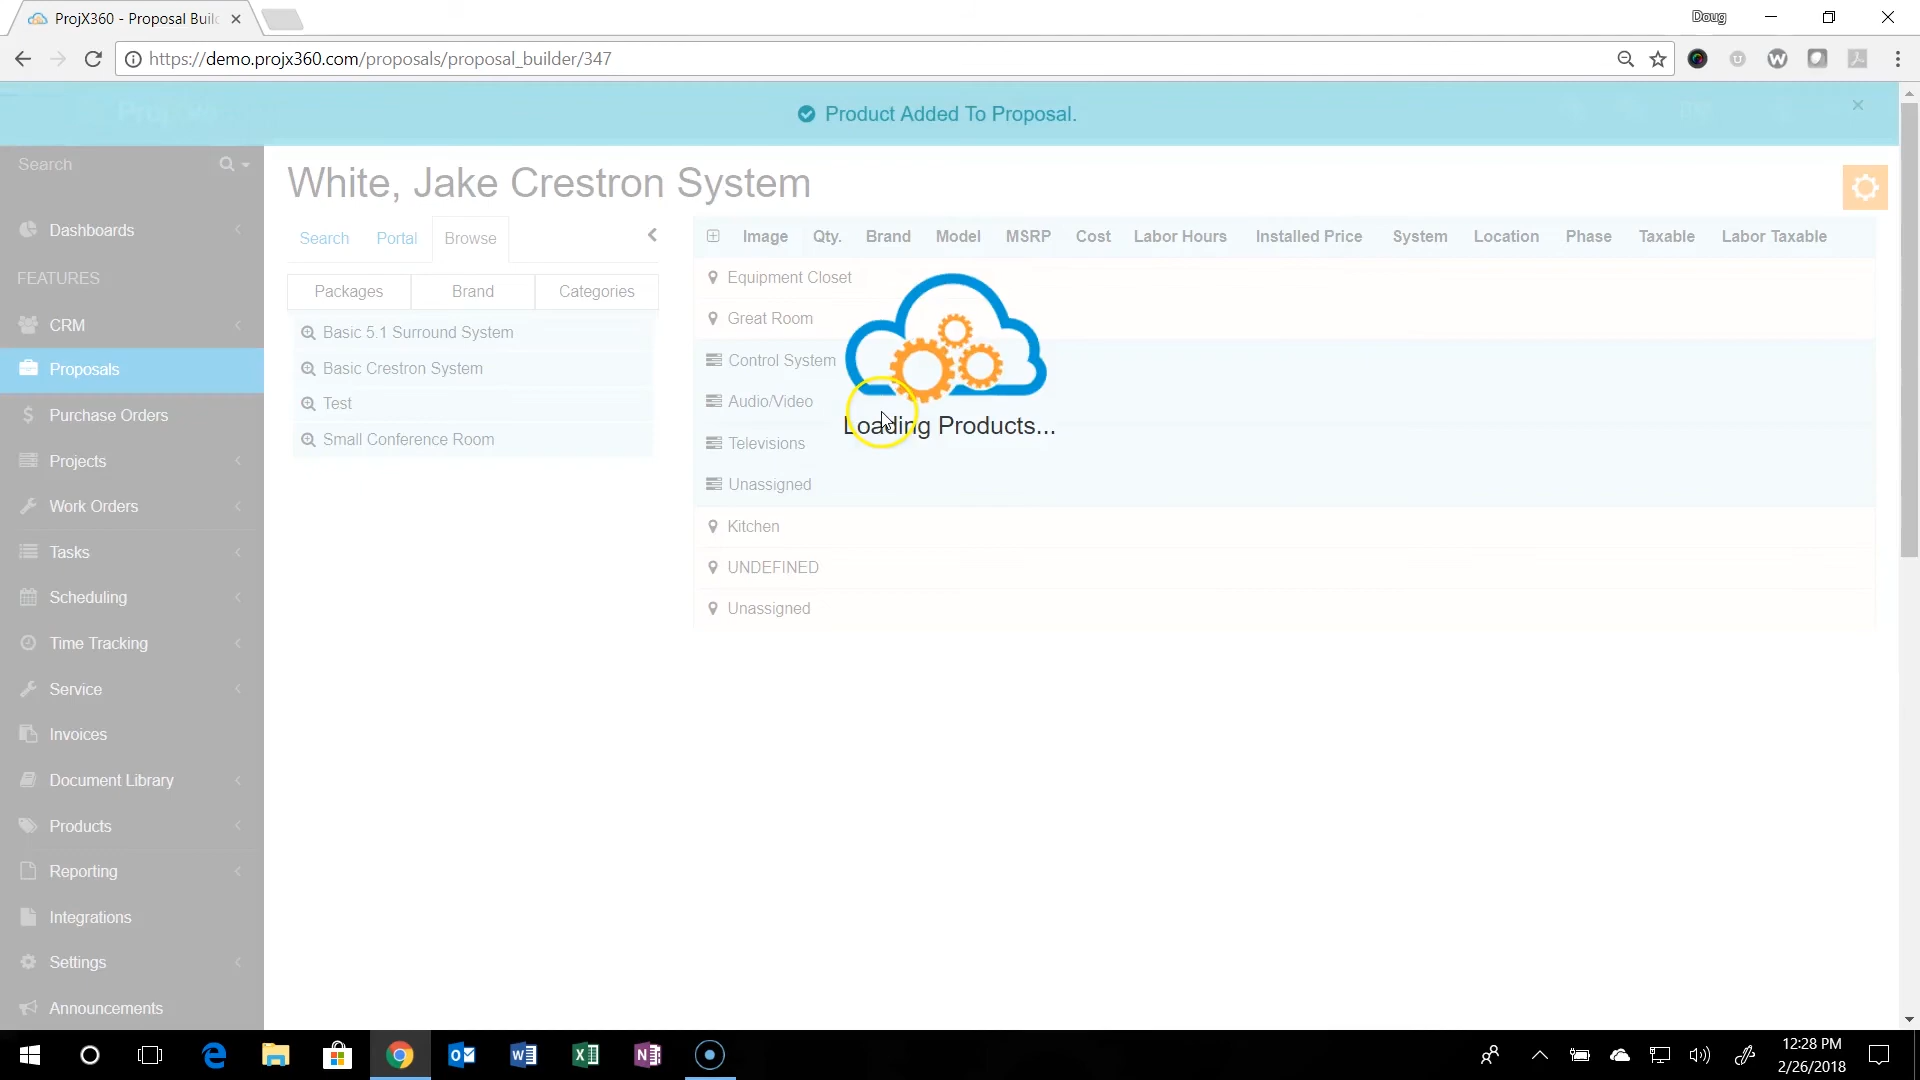 ProjX360 - Proposal Buil
Doug
https://demo.projx360.com/proposals/proposal_builder/347
Product Added To Proposal.
Search
White, Jake Crestron System
Dashboards
FEATURES
CRM
Proposals
Purchase Orders
Projects
Work Orders
Tasks
Scheduling
Time Tracking
Service
Invoices
Document Library
Products
Reporting
Integrations
Settings
Announcements
Search Portal Browse
Packages Brand Categories
Basic 5.1 Surround System
Basic Crestron System
Test
Small Conference Room
Image Qty. Brand Model MSRP Cost Labor Hours Installed Price System Location Phase Taxable Labor Taxable
Equipment Closet
Great Room
Control System
Audio/Video
Televisions
Unassigned
Kitchen
UNDEFINED
Unassigned
Loading Products...
12:28 PM
2/26/2018